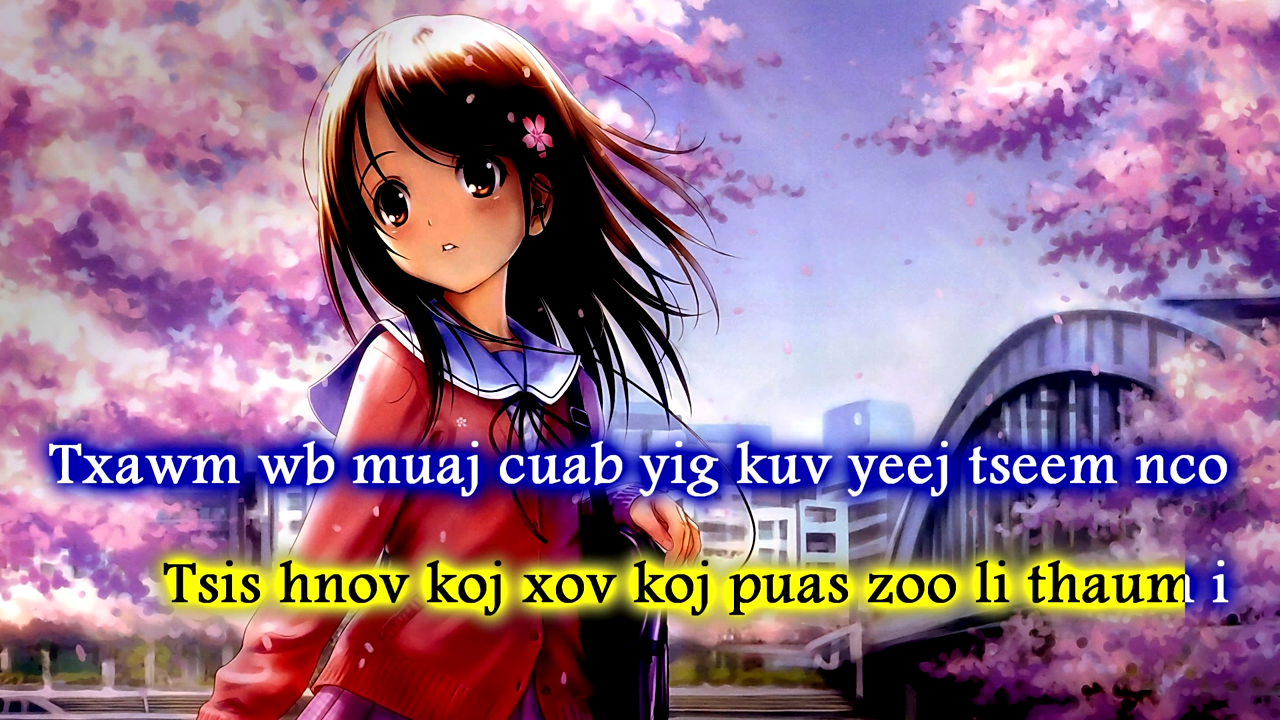 Txawm wb muaj cuab yig kuv yeej tseem nco
Tsis hnov koj xov koj puas zoo li thaum i